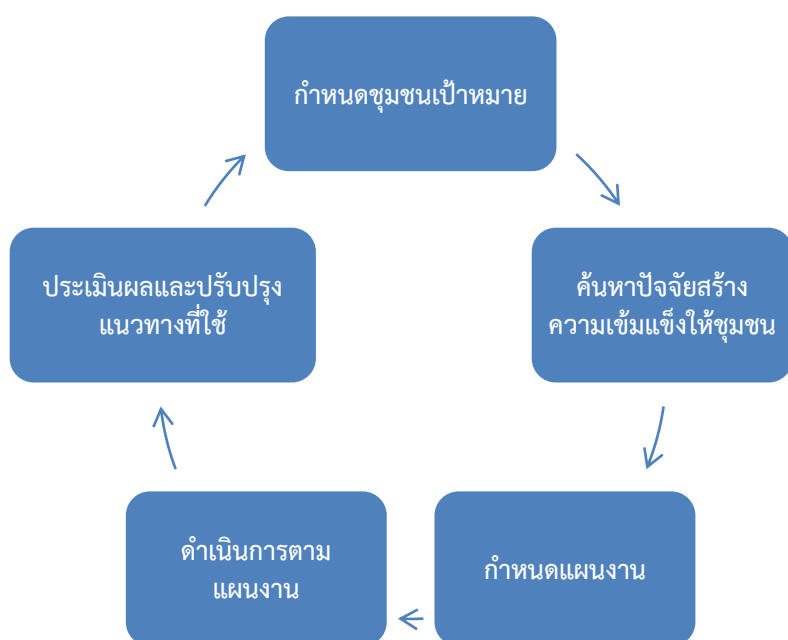 กำหนดชุมชนเป้าหมาย
ค้นหาปัจจัยสร้าง
ความเข้มแข็งให้ชุมชน
กำหนดแผนงาน
ดำเนินการตาม
แผนงาน
ประเมินผลและปรับปรุง
แนวทางที่ใช้